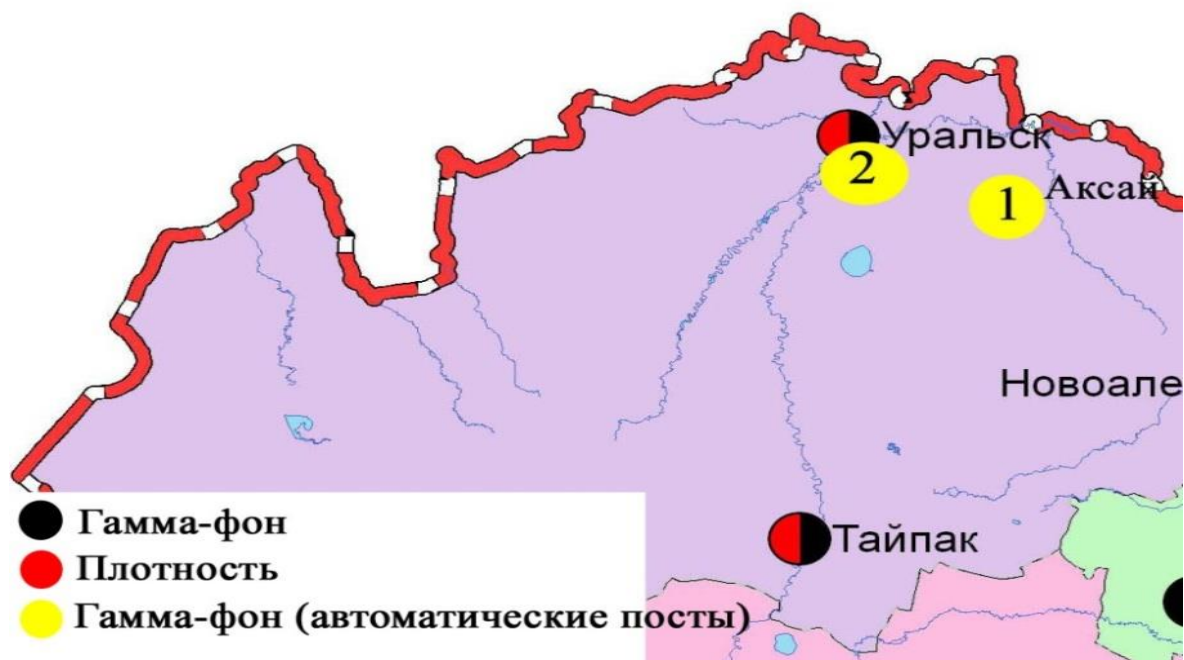 Уральск
2
Аксай
1
Новоале
Тайпак
Гамма-фон
Плотность
Гамма-фон (автоматические посты)